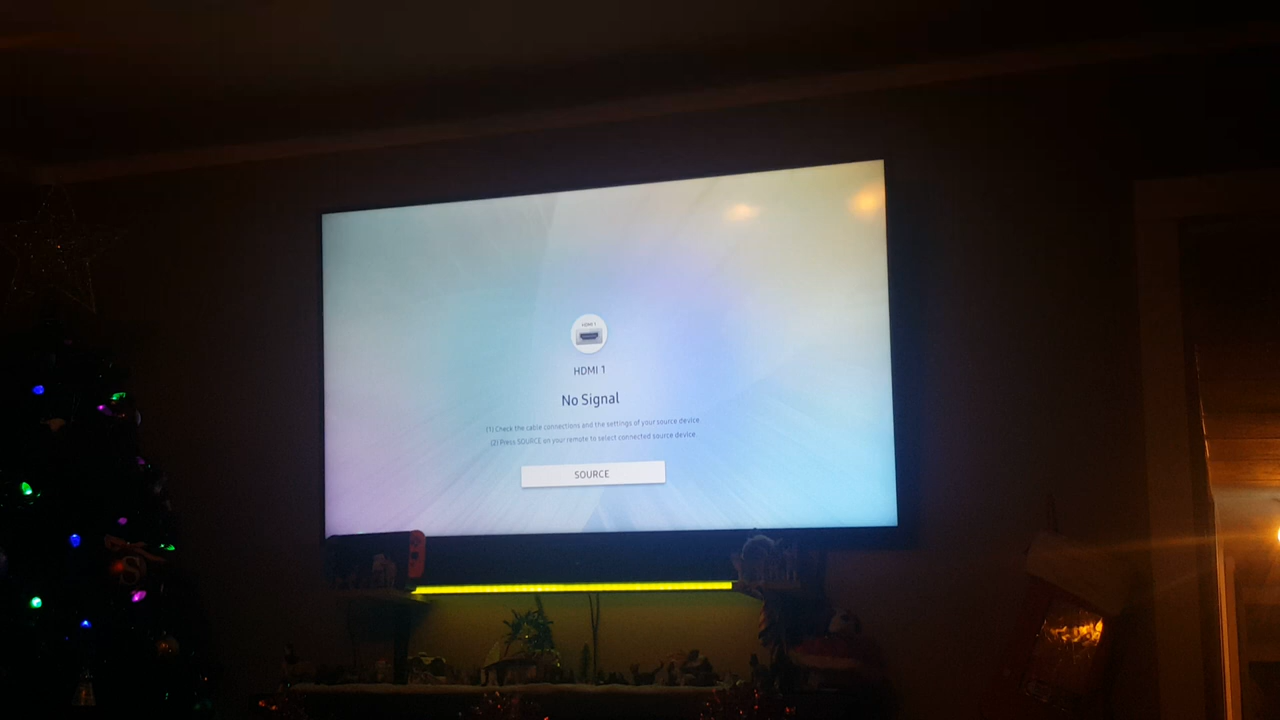 HDMI 1
HDMI 1
No Signal
(1) Check the cable connections and the settings of your source device.
(2) Press SOURCE on your remote to select connected source device.
SOURCE